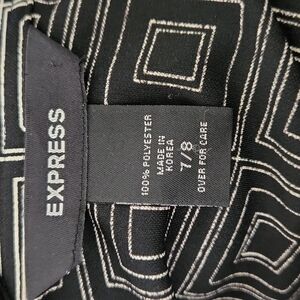 EXPRESS
100% POLYESTER
MADE IN
KOREA
7/8
OVER FOR CARE